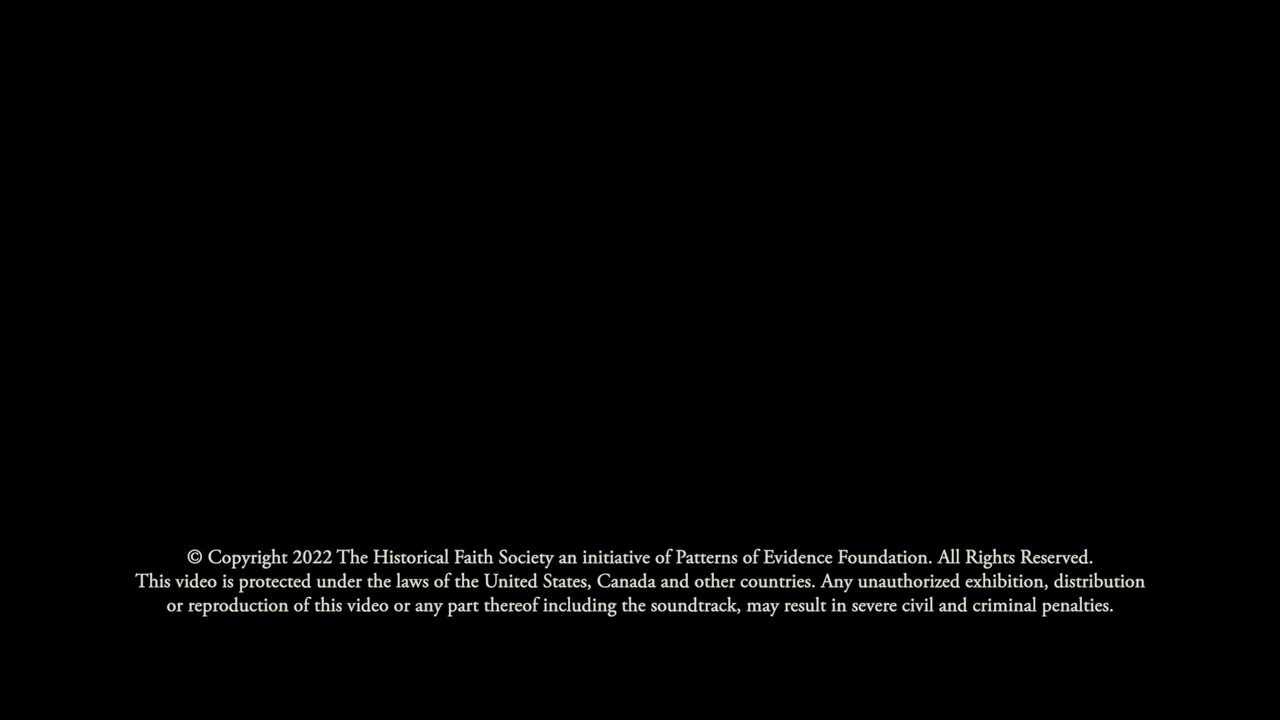 © Copyright 2022 The Historical Faith Society an initiative of Patterns of Evidence Foundation. All Rights Reserved.
This video is protected under the laws of the United States, Canada and other countries. Any unauthorized exhibition, distribution
or reproduction of this video or any part thereof including the soundtrack, may result in severe civil and criminal penalties.